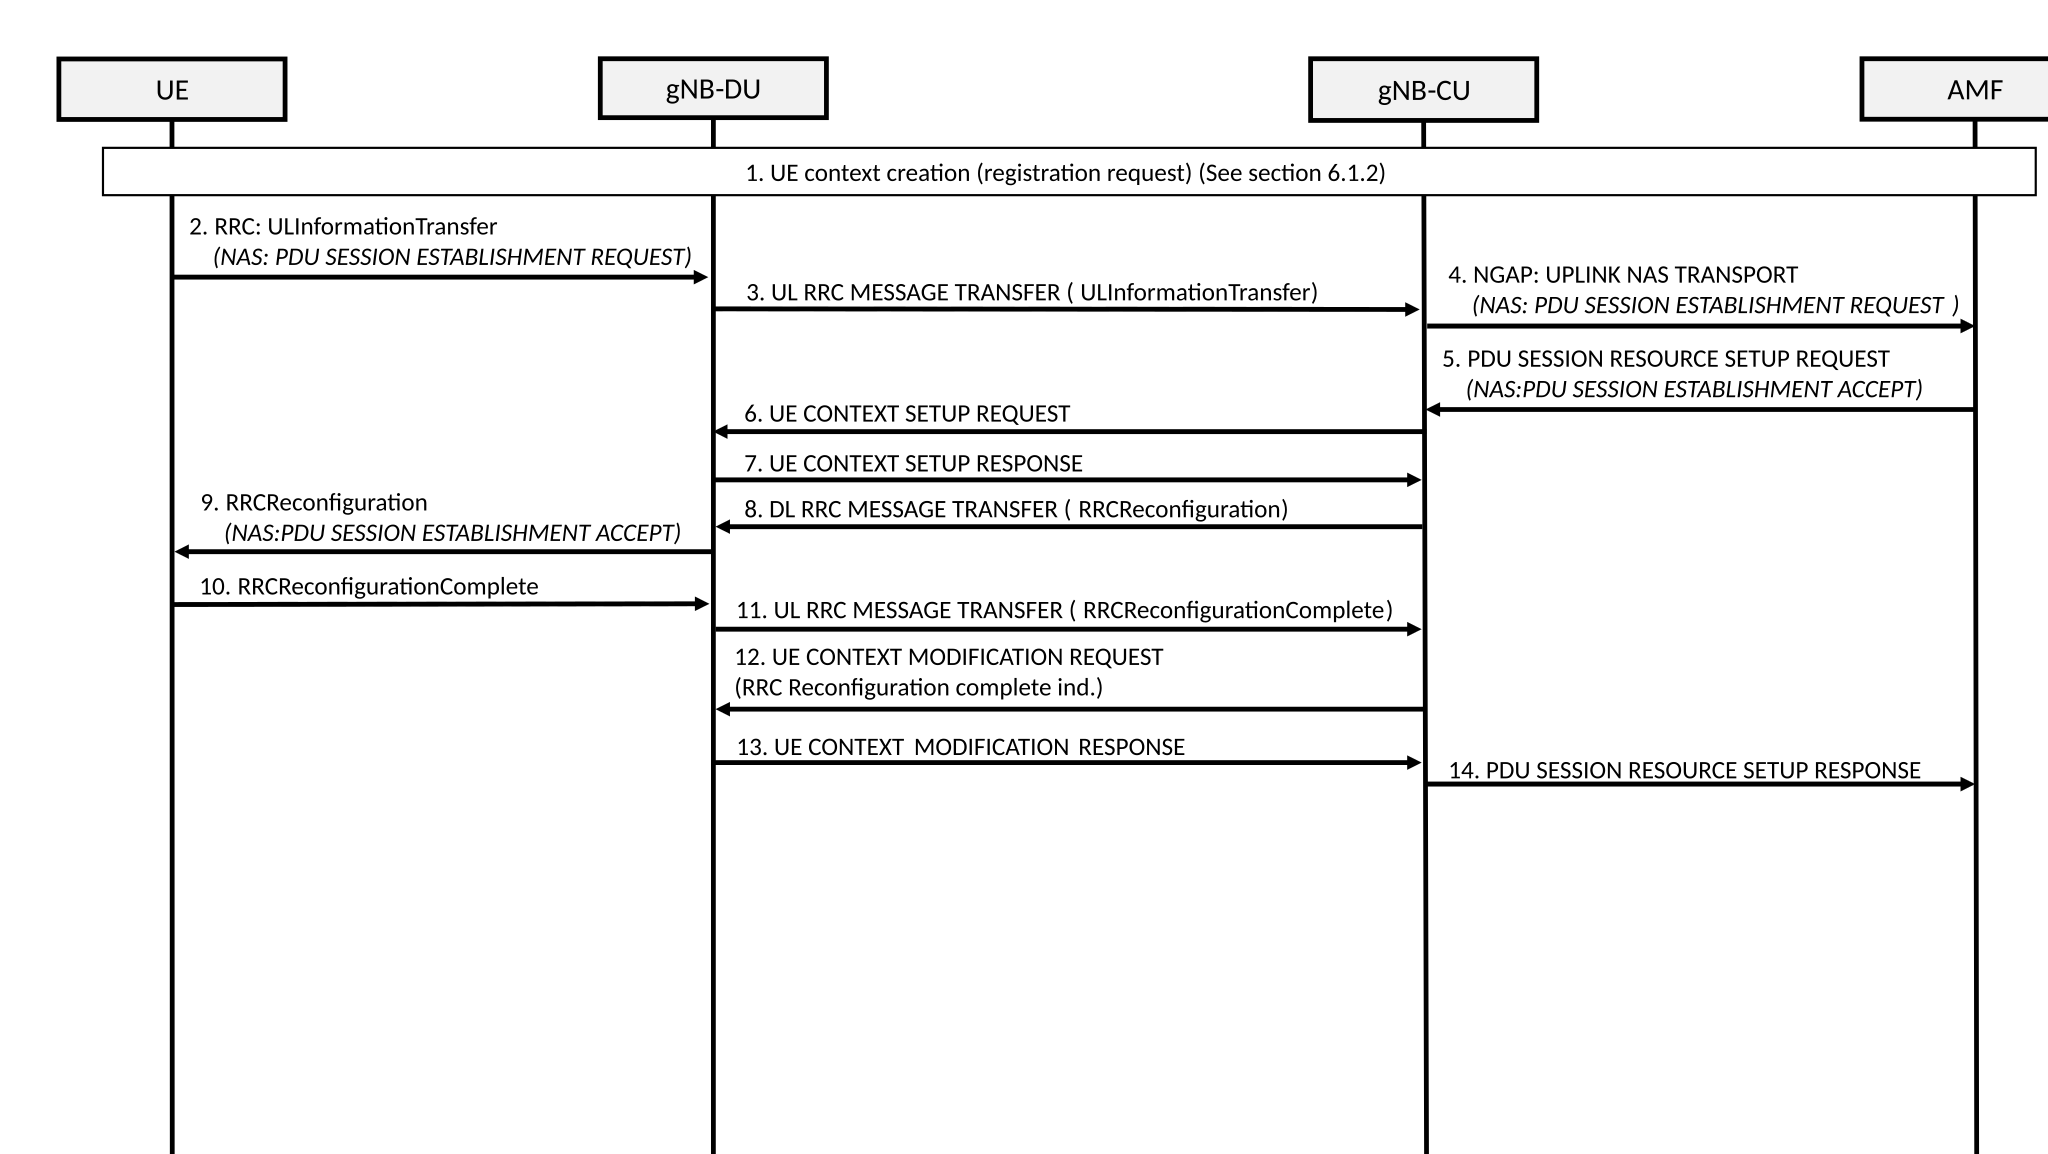 UE
gNB-DU
gNB-CU
AMF
1. UE context creation (registration request) (See section 6.1.2)
2. RRC: ULInformationTransfer
(NAS: PDU SESSION ESTABLISHMENT REQUEST)
3. UL RRC MESSAGE TRANSFER ( ULInformationTransfer)
4. NGAP: UPLINK NAS TRANSPORT
(NAS: PDU SESSION ESTABLISHMENT REQUEST )
5. PDU SESSION RESOURCE SETUP REQUEST
(NAS:PDU SESSION ESTABLISHMENT ACCEPT)
6. UE CONTEXT SETUP REQUEST
7. UE CONTEXT SETUP RESPONSE
8. DL RRC MESSAGE TRANSFER ( RRCReconfiguration)
9. RRCReconfiguration
(NAS:PDU SESSION ESTABLISHMENT ACCEPT)
10. RRCReconfigurationComplete
11. UL RRC MESSAGE TRANSFER ( RRCReconfigurationComplete)
12. UE CONTEXT MODIFICATION REQUEST
(RRC Reconfiguration complete ind.)
13. UE CONTEXT MODIFICATION RESPONSE
14. PDU SESSION RESOURCE SETUP RESPONSE